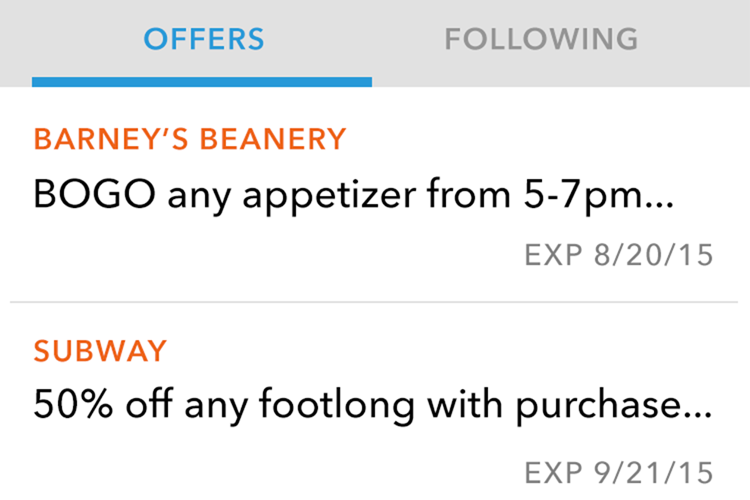 OFFERS FOLLOWING
BARNEY’S BEANERY
BOGO any appetizer from 5-7pm...
EXP 8/20/15
SUBWAY
50% off any footlong with purchase...
EXP 9/21/15